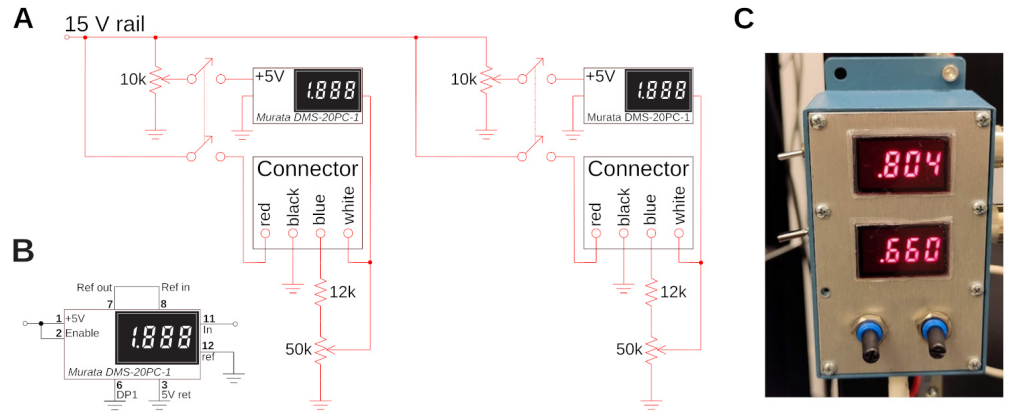 A
15 V rail
10k
+5V
1.888
Murata DMS-20PC-1
Connector
red
black
blue
white
12k
50k
10k
+5V
1.888
Murata DMS-20PC-1
Connector
red
black
blue
white
12k
50k
B
Ref out
Ref in
7
8
1
+5V
2
Enable
1.888
11
In
12
ref
Murata DMS-20PC-1
6
DP1
3
5V ret
C
.804
.660